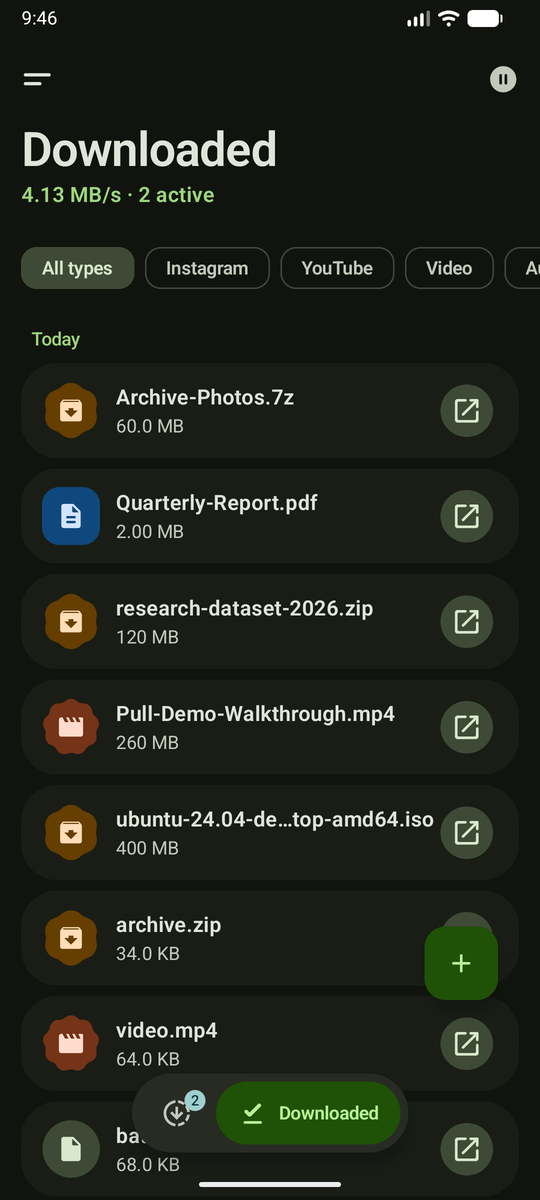 9:46
Downloaded
4.13 MB/s · 2 active
All types
Instagram
YouTube
Video
Today
Archive-Photos.7z
60.0 MB
Quarterly-Report.pdf
2.00 MB
research-dataset-2026.zip
120 MB
Pull-Demo-Walkthrough.mp4
260 MB
ubuntu-24.04-de…top-amd64.iso
400 MB
archive.zip
34.0 KB
video.mp4
64.0 KB
2
Downloaded
68.0 KB